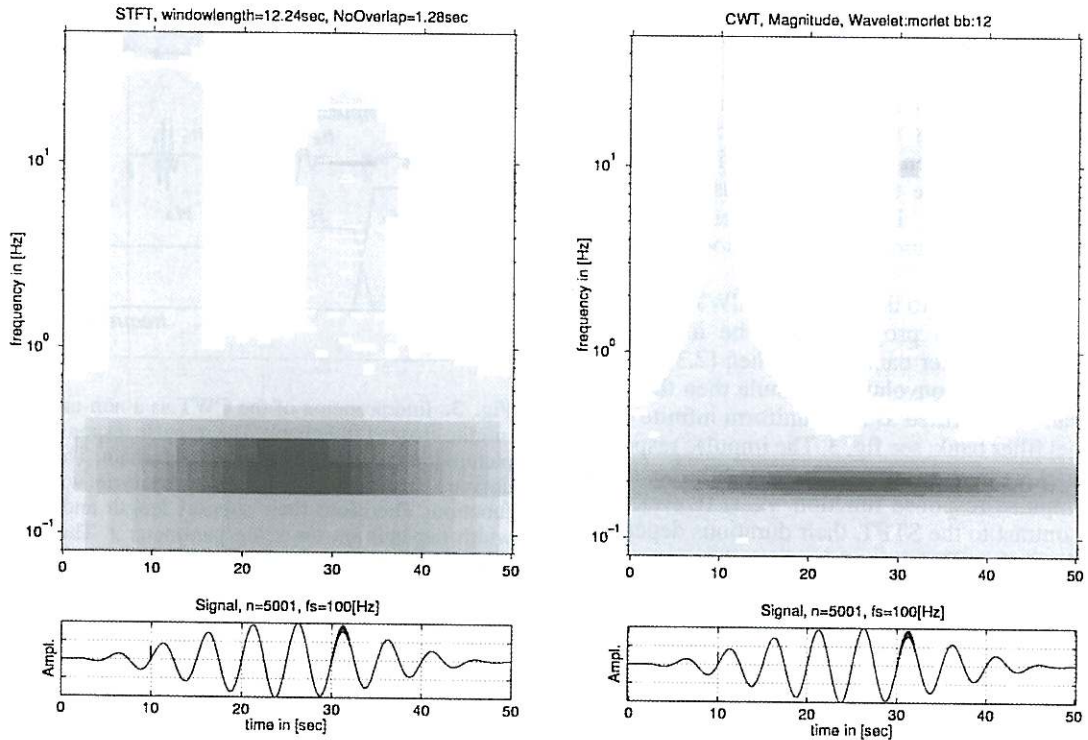 STFT, windowlength=12.24sec, NoOverlap=1.28sec
frequency in [Hz]
10^1
10^0
10^-1
0 10 20 30 40 50
Signal, n=5001, fs=100[Hz]
Ampl.
0 10 20 30 40 50
time in [sec]
CWT, Magnitude, Wavelet:morlet bb:12
frequency in [Hz]
10^1
10^0
10^-1
0 10 20 30 40 50
Signal, n=5001, fs=100[Hz]
Ampl.
0 10 20 30 40 50
time in [sec]